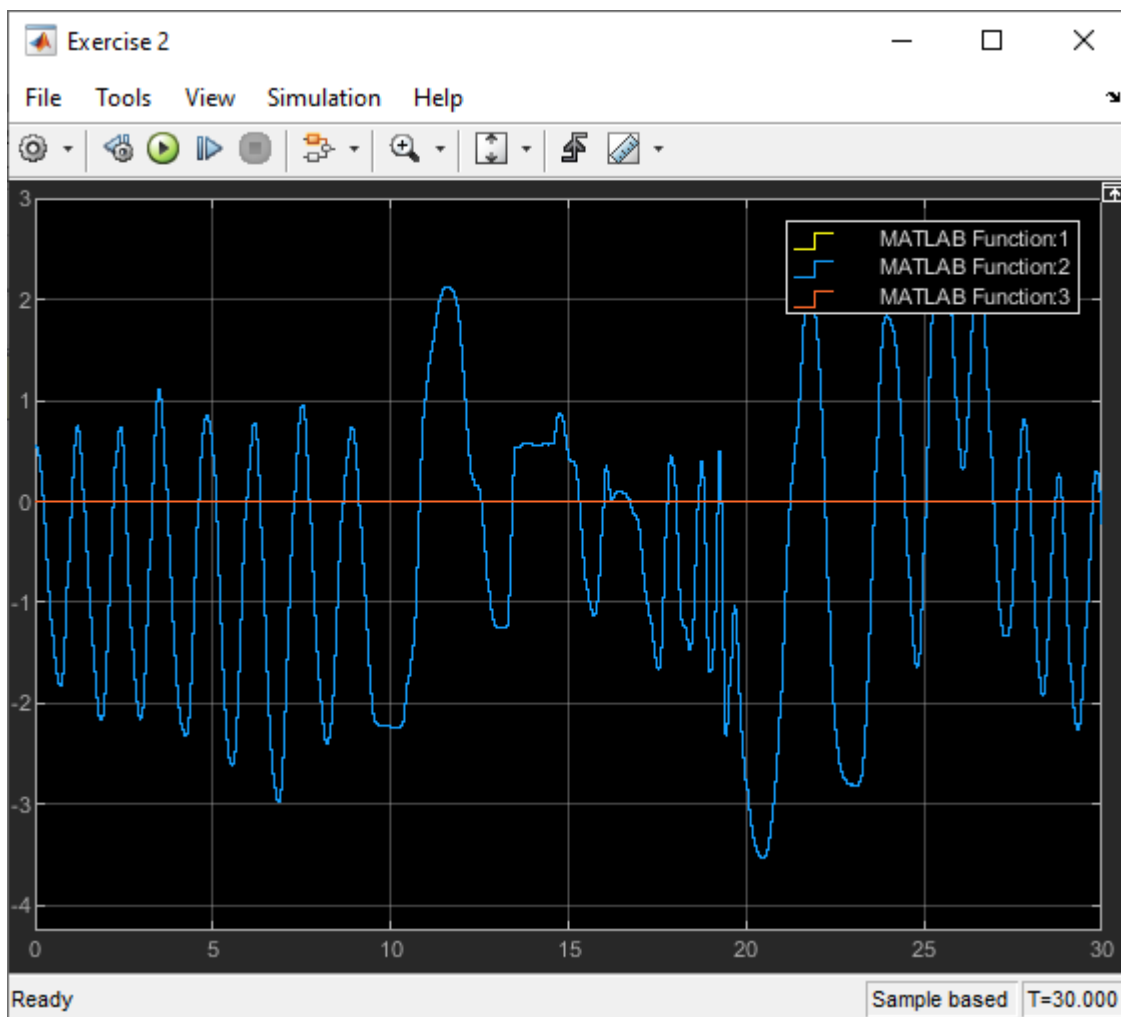 Exercise 2
File Tools View Simulation Help
3
2
1
0
-1
-2
-3
-4
MATLAB Function:1
MATLAB Function:2
MATLAB Function:3
0 5 10 15 20 25 30
Ready Sample based T=30.000